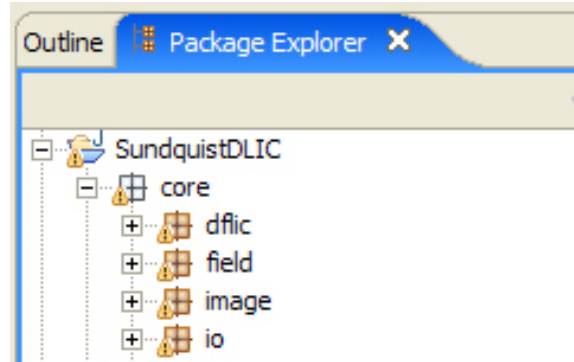 Outline Package Explorer
SundquistDLIC
core
dflic
field
image
io